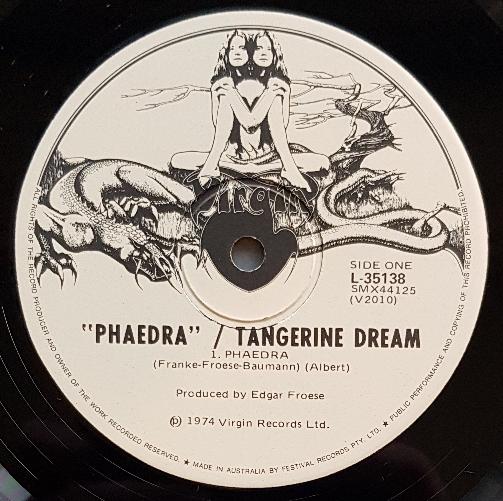 Virgin
SIDE ONE
L-35138
SMX44125
(V2010)
"PHAEDRA" / TANGERINE DREAM
1. PHAEDRA
(Franke-Froese-Baumann) (Albert)
Produced by Edgar Froese
℗ 1974 Virgin Records Ltd.
ALL RIGHTS OF THE RECORD PRODUCER AND OWNER OF THE WORK RECORDED RESERVED. ★ MADE IN AUSTRALIA BY FESTIVAL RECORDS PTY. LTD. ★ PUBLIC PERFORMANCE AND COPYING OF THIS RECORD PROHIBITED.